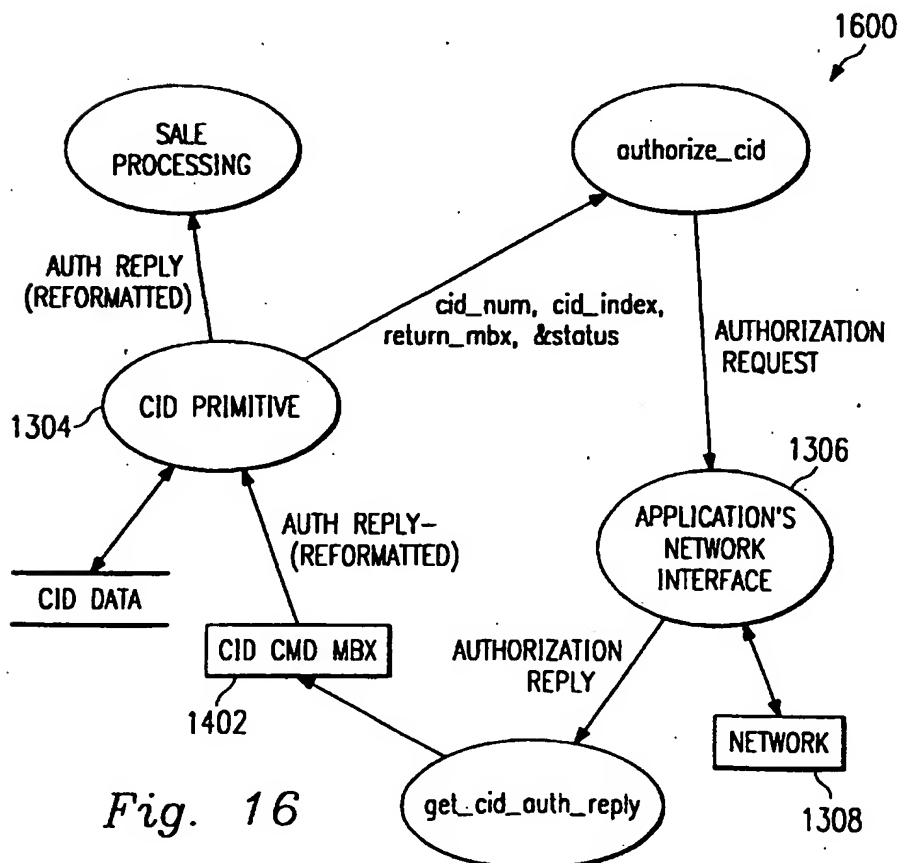 1600
SALE
PROCESSING
authorize_cid
AUTH REPLY
(REFORMATTED)
cid_num, cid_index,
return_mbx, &status
AUTHORIZATION
REQUEST
1304
CID PRIMITIVE
1306
APPLICATION'S
NETWORK
INTERFACE
AUTH REPLY-
(REFORMATTED)
CID DATA
CID CMD MBX
AUTHORIZATION
REPLY
1402
NETWORK
get_cid_auth_reply
1308
Fig. 16